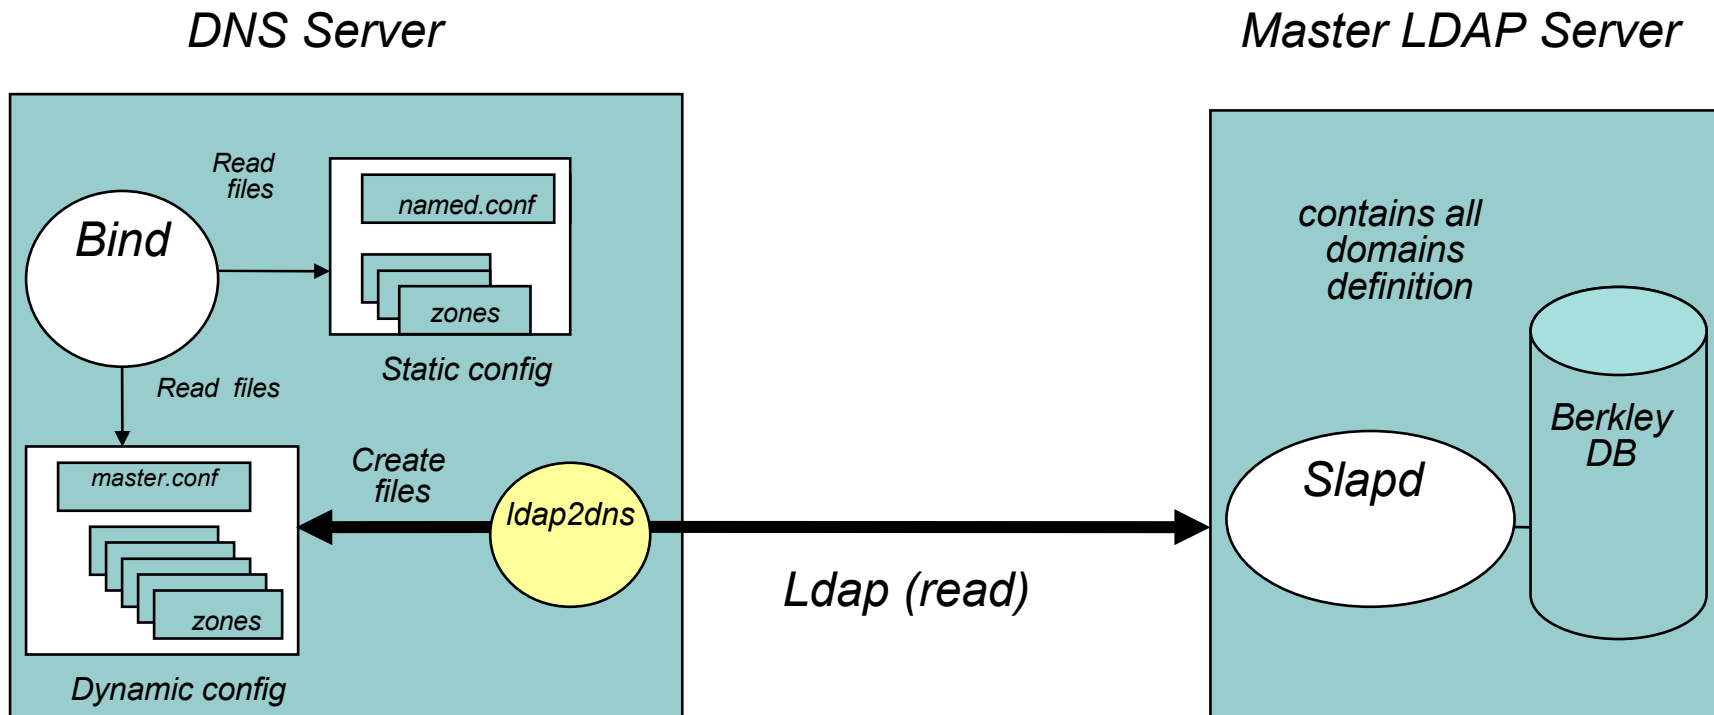 DNS Server
Master LDAP Server
Read
files
Bind
named.conf
zones
Static config
Read files
master.conf
zones
Dynamic config
Create
files
ldap2dns
Ldap (read)
contains all
domains
definition
Slapd
Berkley
DB